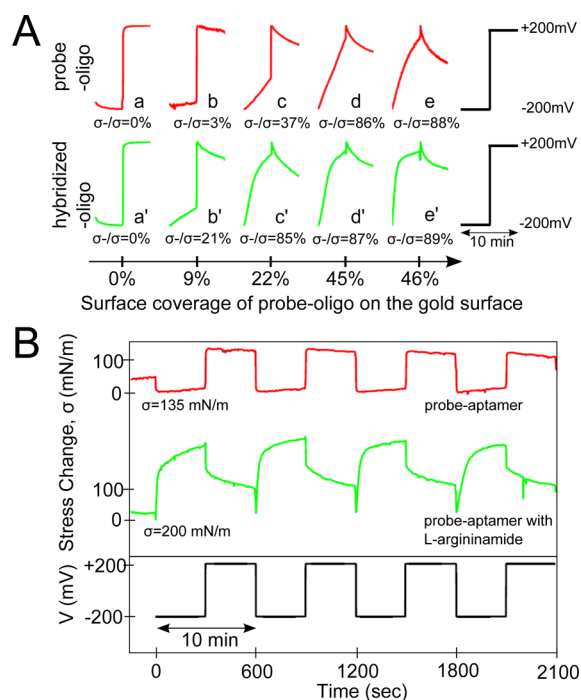 A
probe
-oligo
a b c d e
σ-/σ=0% σ-/σ=3% σ-/σ=37% σ-/σ=86% σ-/σ=88%
+200mV
-200mV
hybridized
-oligo
a' b' c' d' e'
σ-/σ=0% σ-/σ=21% σ-/σ=85% σ-/σ=87% σ-/σ=89%
+200mV
-200mV
10 min
0% 9% 22% 45% 46%
Surface coverage of probe-oligo on the gold surface
B
Stress Change, σ (mN/m)
100
0
σ=135 mN/m
probe-aptamer
100
0
σ=200 mN/m
probe-aptamer with
L-argininamide
V (mV)
+200
-200
10 min
0 600 1200 1800 2100
Time (sec)